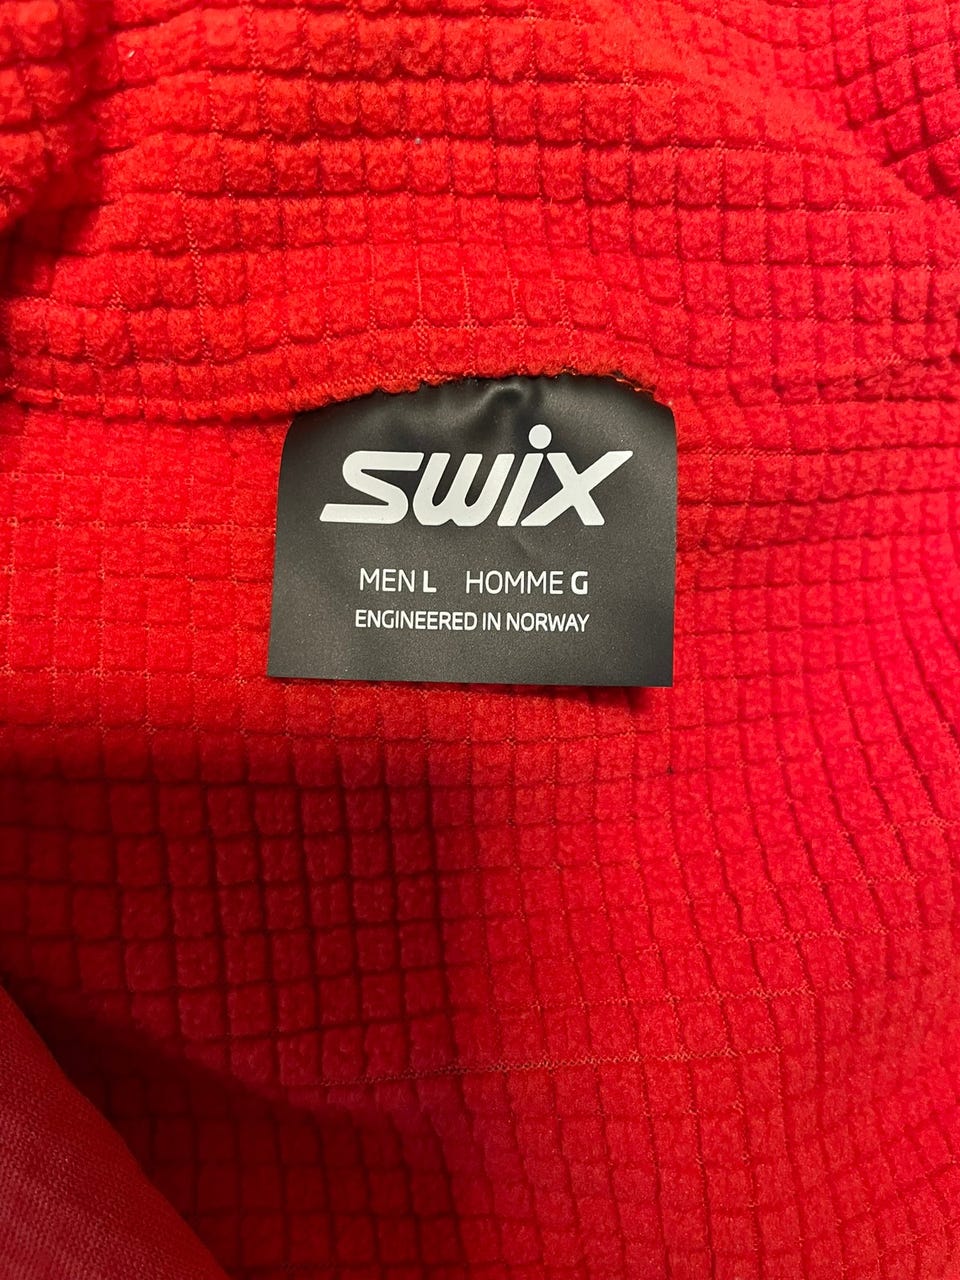 swix
MEN L HOMME G
ENGINEERED IN NORWAY